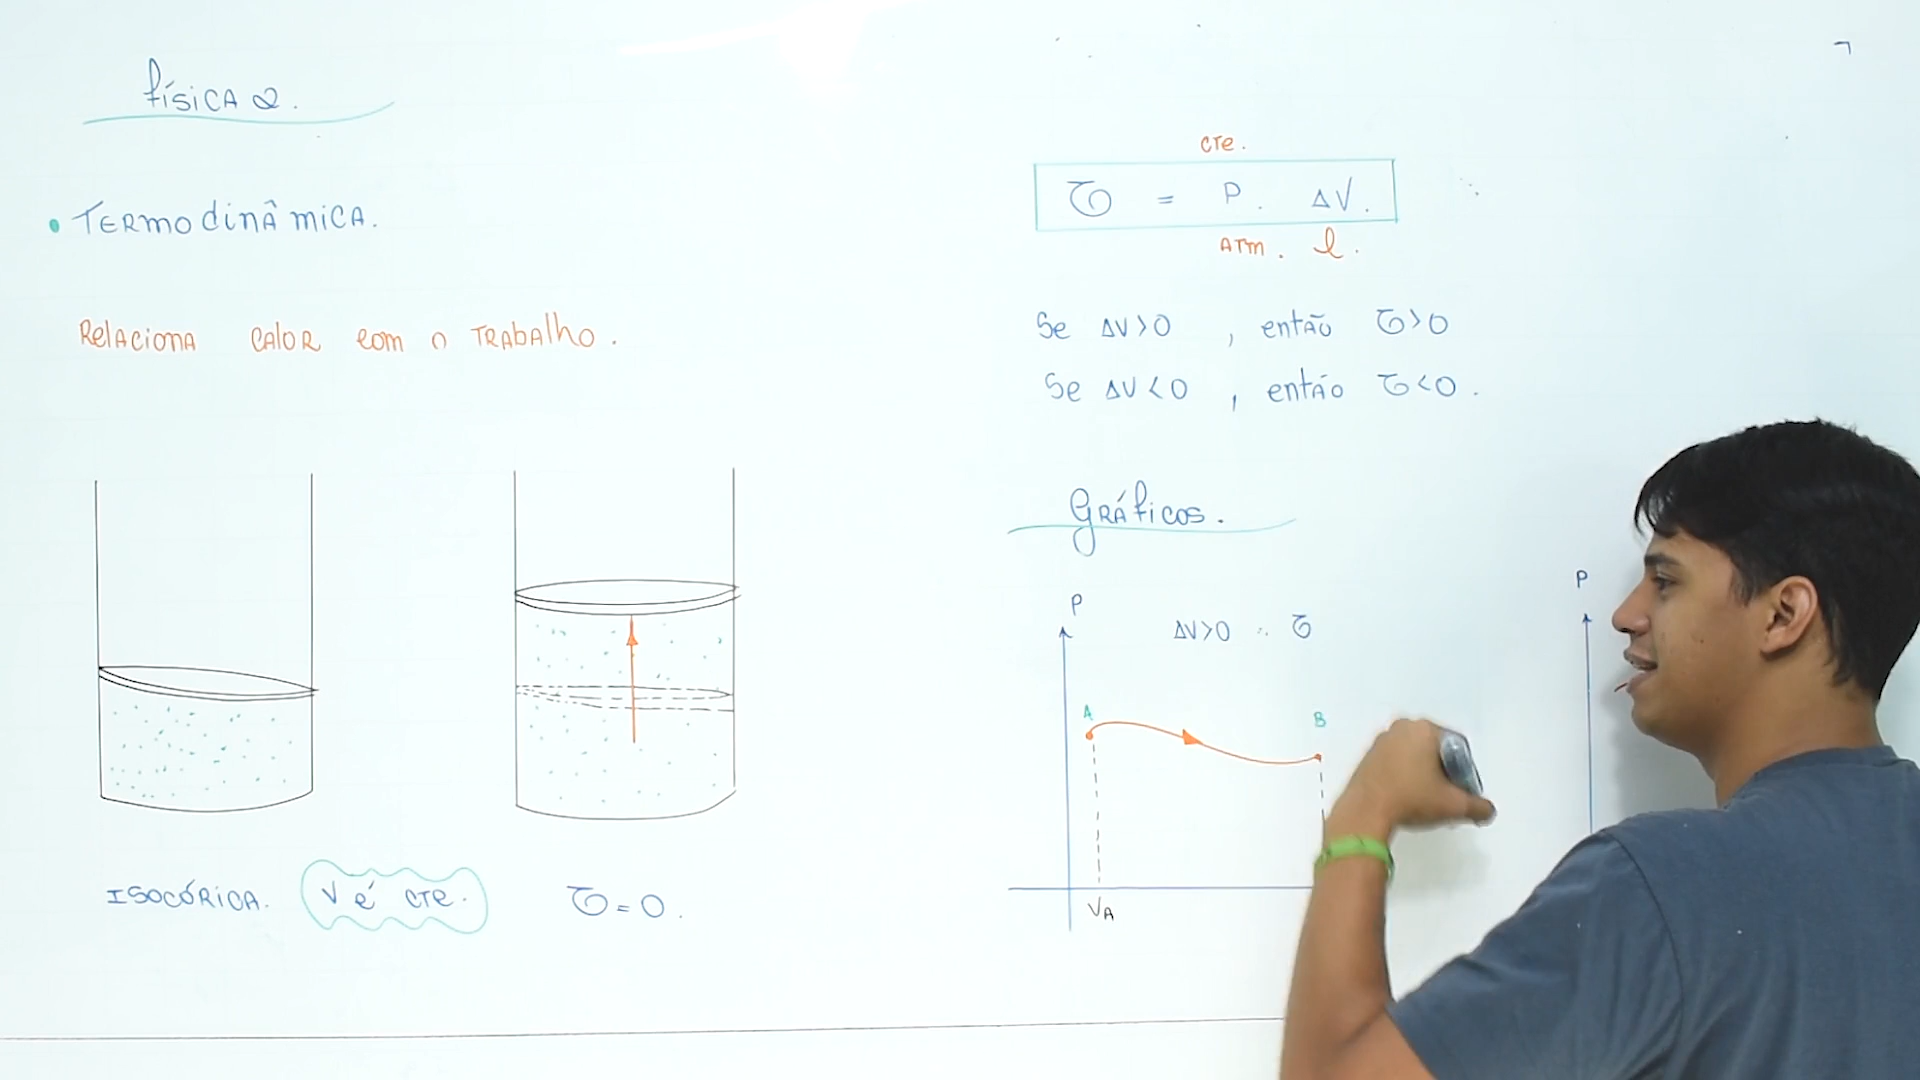 física 2.
• Termodinâmica.
Relaciona calor com o trabalho.
Isocórica. V é cte. τ = 0.
cte.
τ = P. ΔV.
atm. l.
Se ΔV>0 , então τ>0
Se ΔV<0 , então τ<0.
Gráficos.
P
ΔV>0 ∴ τ
A
B
VA
P